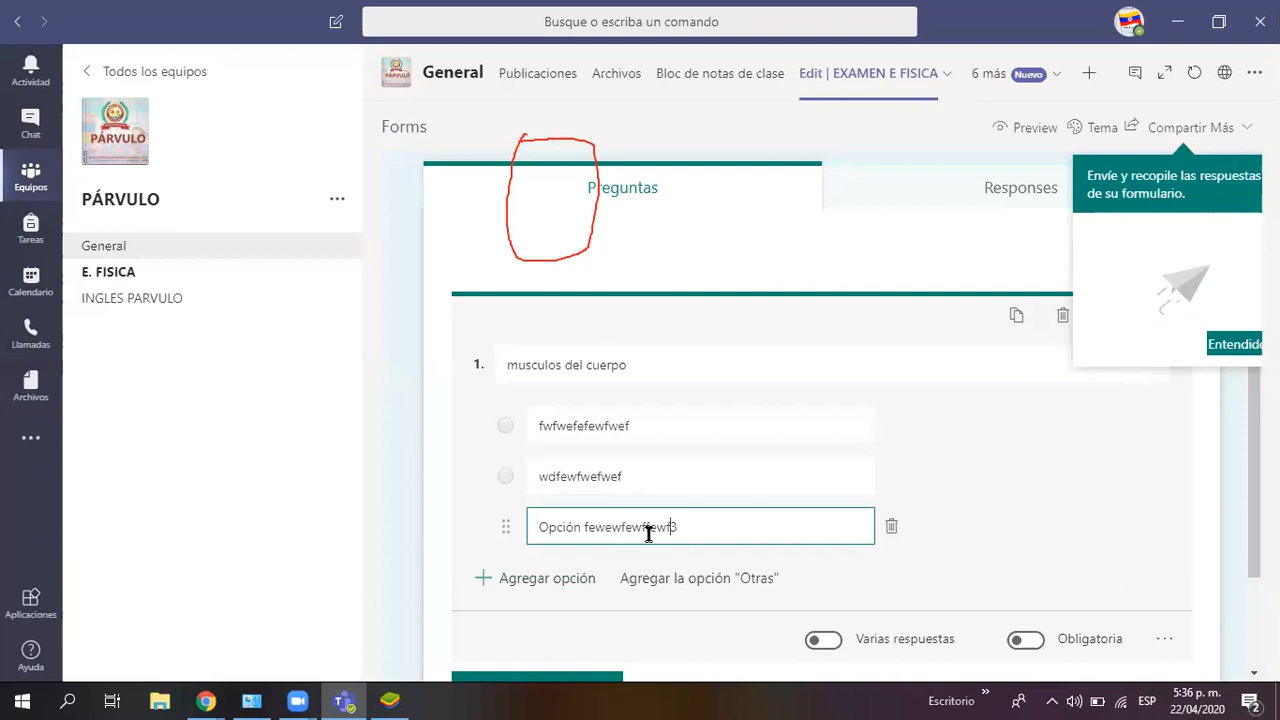 Busque o escriba un comando
Actividad
Chat
Equipos
Tareas
Calendario
Llamadas
Archivos
Aplicaciones
Ayuda
Todos los equipos
PÁRVULO
PÁRVULO
General
E. FISICA
INGLES PARVULO
General
Publicaciones
Archivos
Bloc de notas de clase
Edit | EXAMEN E FISICA
6 más
Nuevo
Forms
Preview
Tema
Compartir
Más
Envíe y recopile las respuestas
de su formulario.
Entendido
Preguntas
Responses
1.
musculos del cuerpo
fwfwefefewfwef
wdfewfwefwef
Opción fewewfewffewf3
Agregar opción
Agregar la opción "Otras"
Varias respuestas
Obligatoria
Escritorio
ESP
5:36 p. m.
22/04/2020
2